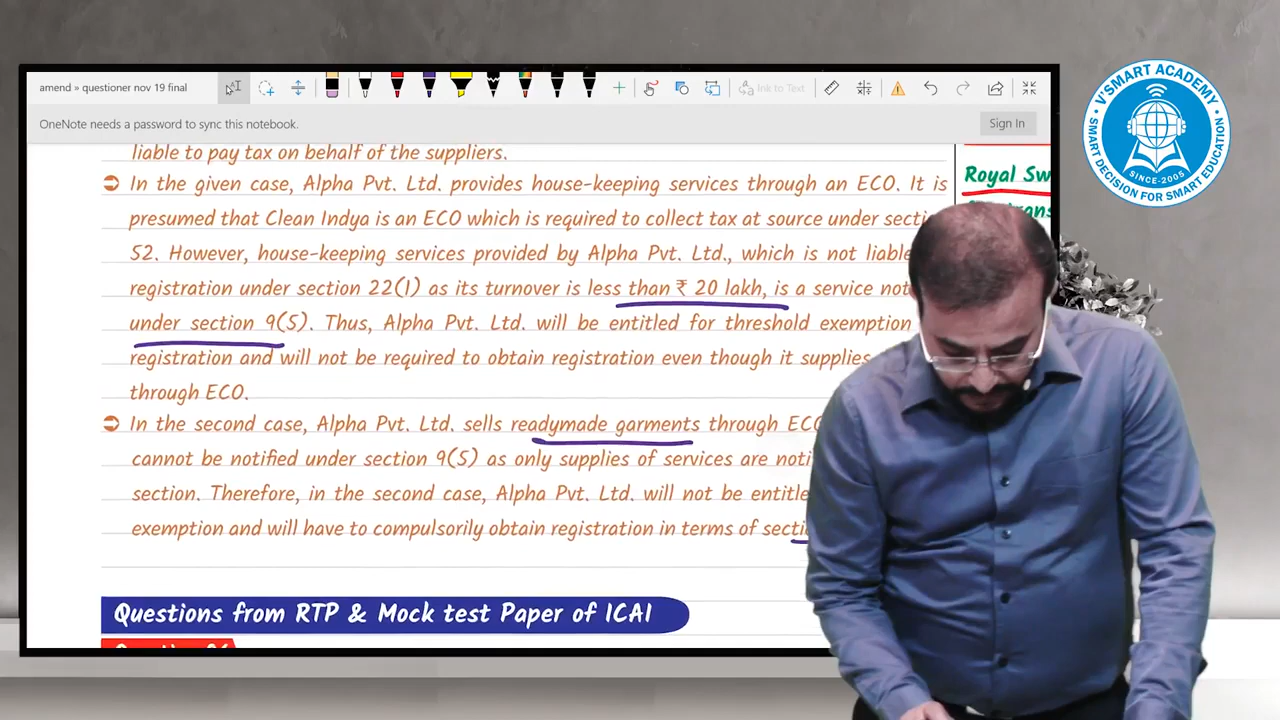 amend » questioner nov 19 final
Ink to Text
OneNote needs a password to sync this notebook.
Sign In
liable to pay tax on behalf of the suppliers.
In the given case, Alpha Pvt. Ltd. provides house-keeping services through an ECO. It is
presumed that Clean Indya is an ECO which is required to collect tax at source under
52. However, house-keeping services provided by Alpha Pvt. Ltd., which is not liable
registration under section 22(1) as its turnover is less than ₹ 20 lakh, is a service
under section 9(5). Thus, Alpha Pvt. Ltd. will be entitled for threshold exemption
registration and will not be required to obtain registration even though it supplies
through ECO.
In the second case, Alpha Pvt. Ltd. sells readymade garments through
cannot be notified under section 9(5) as only supplies of services are
section. Therefore, in the second case, Alpha Pvt. Ltd. will not be
exemption and will have to compulsorily obtain registration in terms of
Royal
Questions from RTP & Mock test Paper of ICAI
V'SMART ACADEMY
SINCE-2005
SMART DECISION FOR SMART EDUCATION